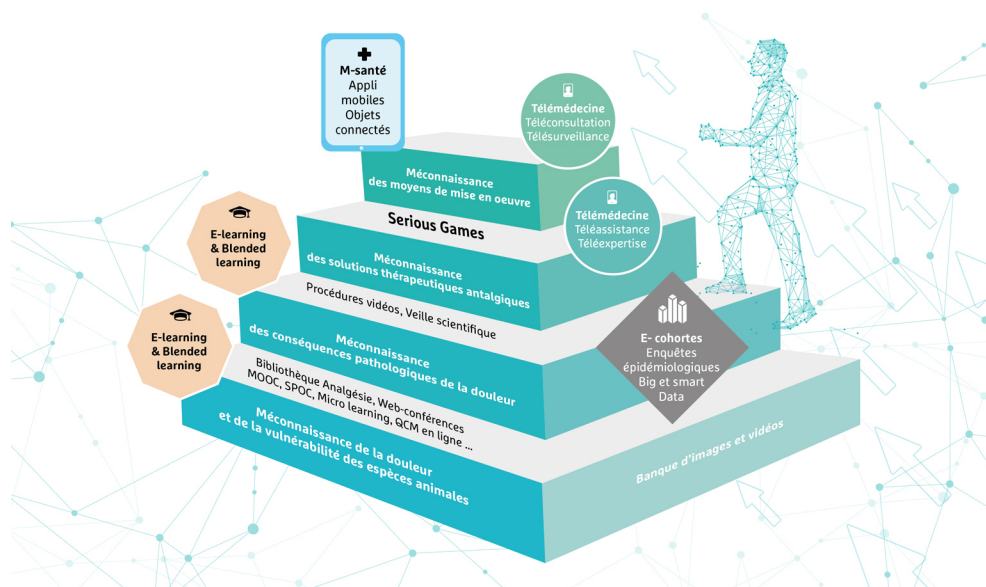 M-santé
Appli
mobiles
Objets
connectés
Télémédecine
Téléconsultation
Télésurveillance
Méconnaissance
des moyens de mise en oeuvre
Télémédecine
Téléassistance
Téléexpertise
E-learning
& Blended
learning
Serious Games
Méconnaissance
des solutions thérapeutiques antalgiques
Procédures vidéos, Veille scientifique
E- cohortes
Enquêtes
épidémiologiques
Big et smart
Data
E-learning
& Blended
learning
Méconnaissance
des conséquences pathologiques de la douleur
Bibliothèque Analgésie, Web-conférences
MOOC, SPOC, Micro learning, QCM en ligne ...
Méconnaissance de la douleur
et de la vulnérabilité des espèces animales
Banque d'images et vidéos